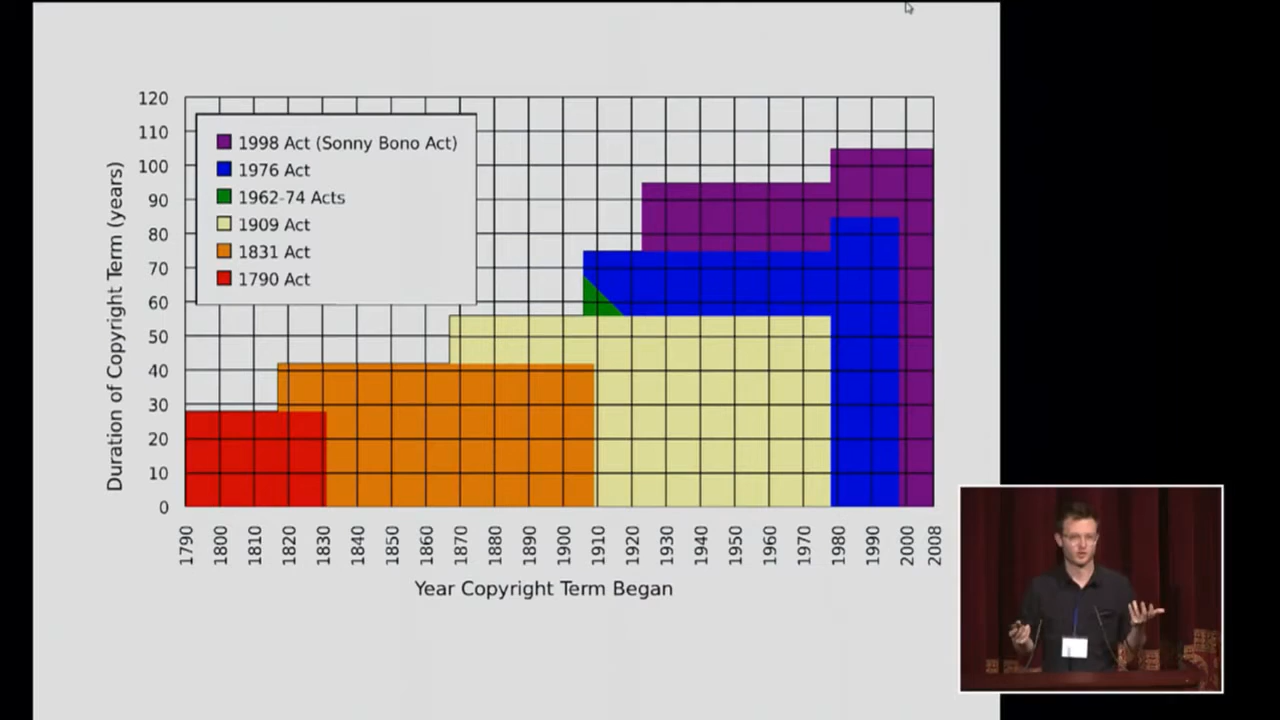 120
110
100
90
80
70
60
50
40
30
20
10
0
Duration of Copyright Term (years)
1998 Act (Sonny Bono Act)
1976 Act
1962-74 Acts
1909 Act
1831 Act
1790 Act
1790 1800 1810 1820 1830 1840 1850 1860 1870 1880 1890 1900 1910 1920 1930 1940 1950 1960 1970 1980 1990 2000 2008
Year Copyright Term Began